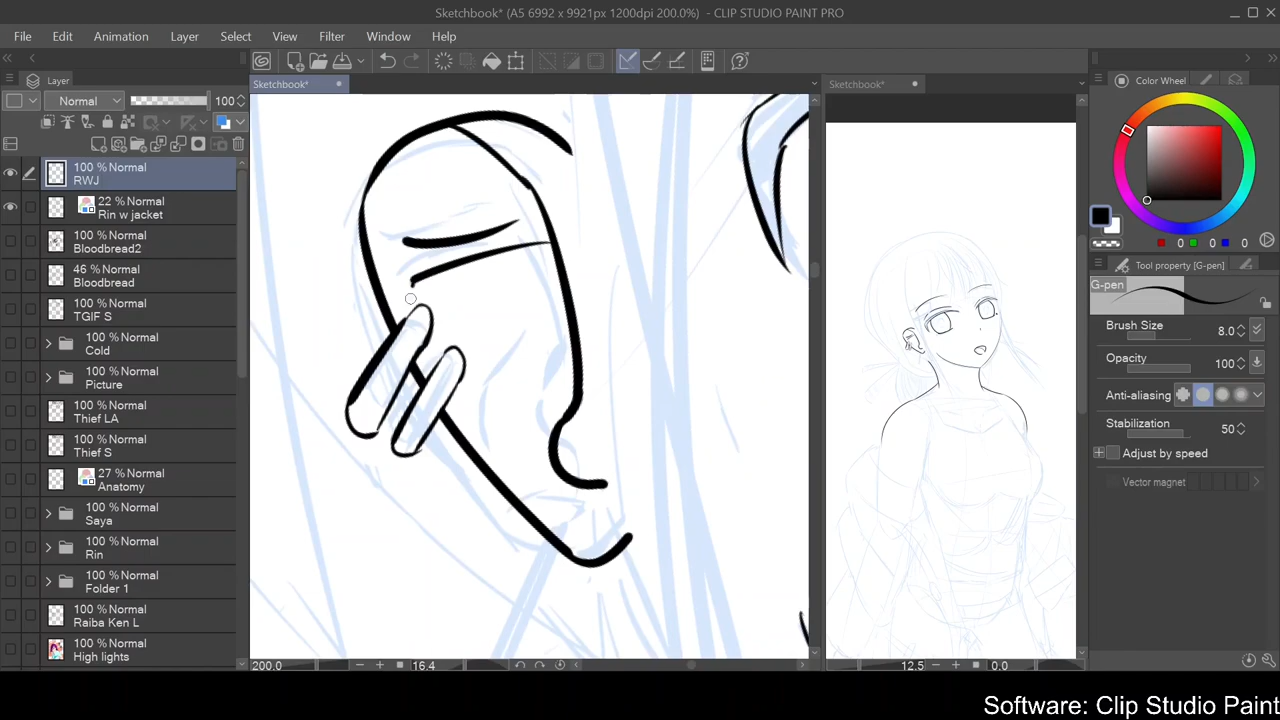 Sketchbook* (A5 6992 x 9921px 1200dpi 200.0%) - CLIP STUDIO PAINT PRO
File Edit Animation Layer Select View Filter Window Help
Layer
Normal 100
100 % Normal
RWJ
22 % Normal
Rin w jacket
100 % Normal
Bloodbread2
46 % Normal
Bloodbread
100 % Normal
TGIF S
100 % Normal
Cold
100 % Normal
Picture
100 % Normal
Thief LA
100 % Normal
Thief S
27 % Normal
Anatomy
100 % Normal
Saya
100 % Normal
Rin
100 % Normal
Folder 1
100 % Normal
Raiba Ken L
100 % Normal
High lights
Sketchbook*
200.0 16.4
Sketchbook*
12.5 0.0
Color Wheel
0 0 0
Tool property [G-pen]
G-pen
Brush Size 8.0
Opacity 100
Anti-aliasing
Stabilization 50
Adjust by speed
Vector magnet
Software: Clip Studio Paint